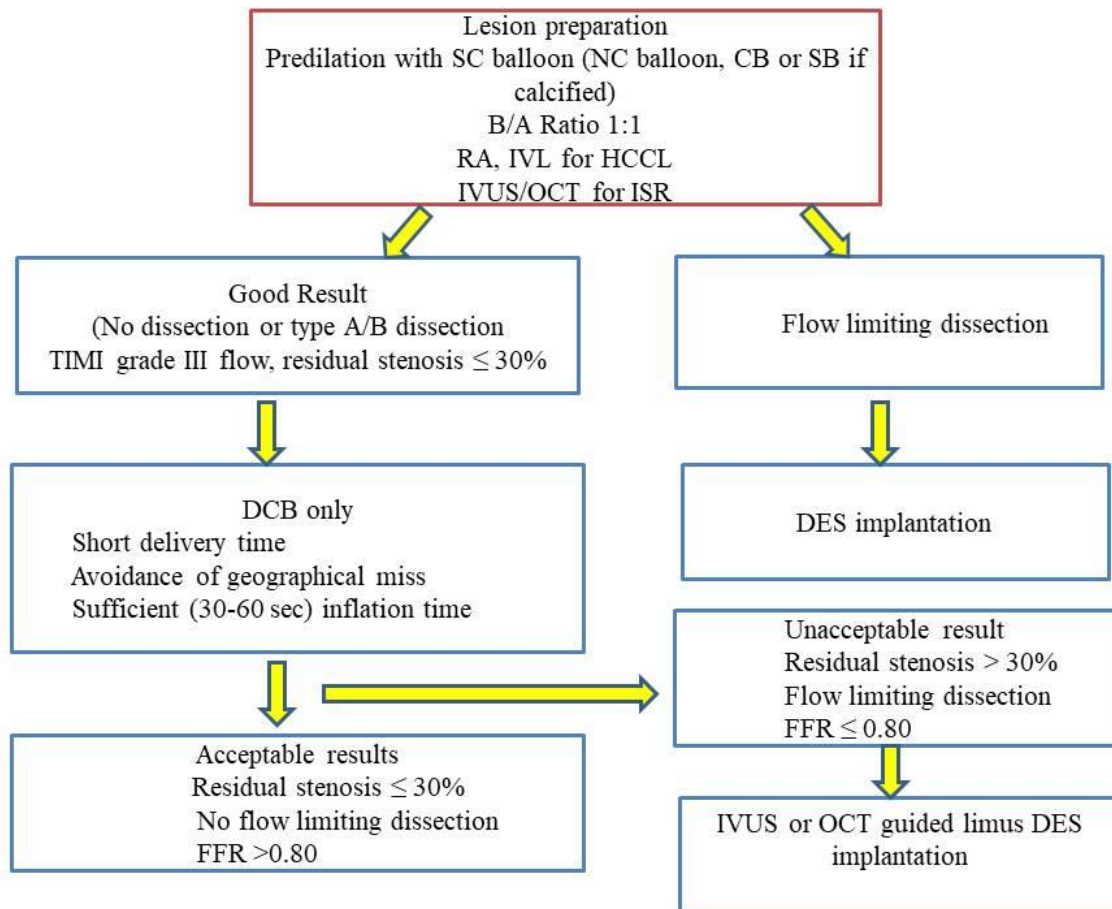 Lesion preparation
Predilation with SC balloon (NC balloon, CB or SB if
calcified)
B/A Ratio 1:1
RA, IVL for HCCL
IVUS/OCT for ISR
Good Result
(No dissection or type A/B dissection
TIMI grade III flow, residual stenosis ≤ 30%
Flow limiting dissection
DCB only
Short delivery time
Avoidance of geographical miss
Sufficient (30-60 sec) inflation time
DES implantation
Unacceptable result
Residual stenosis > 30%
Flow limiting dissection
FFR ≤ 0.80
Acceptable results
Residual stenosis ≤ 30%
No flow limiting dissection
FFR >0.80
IVUS or OCT guided limus DES
implantation